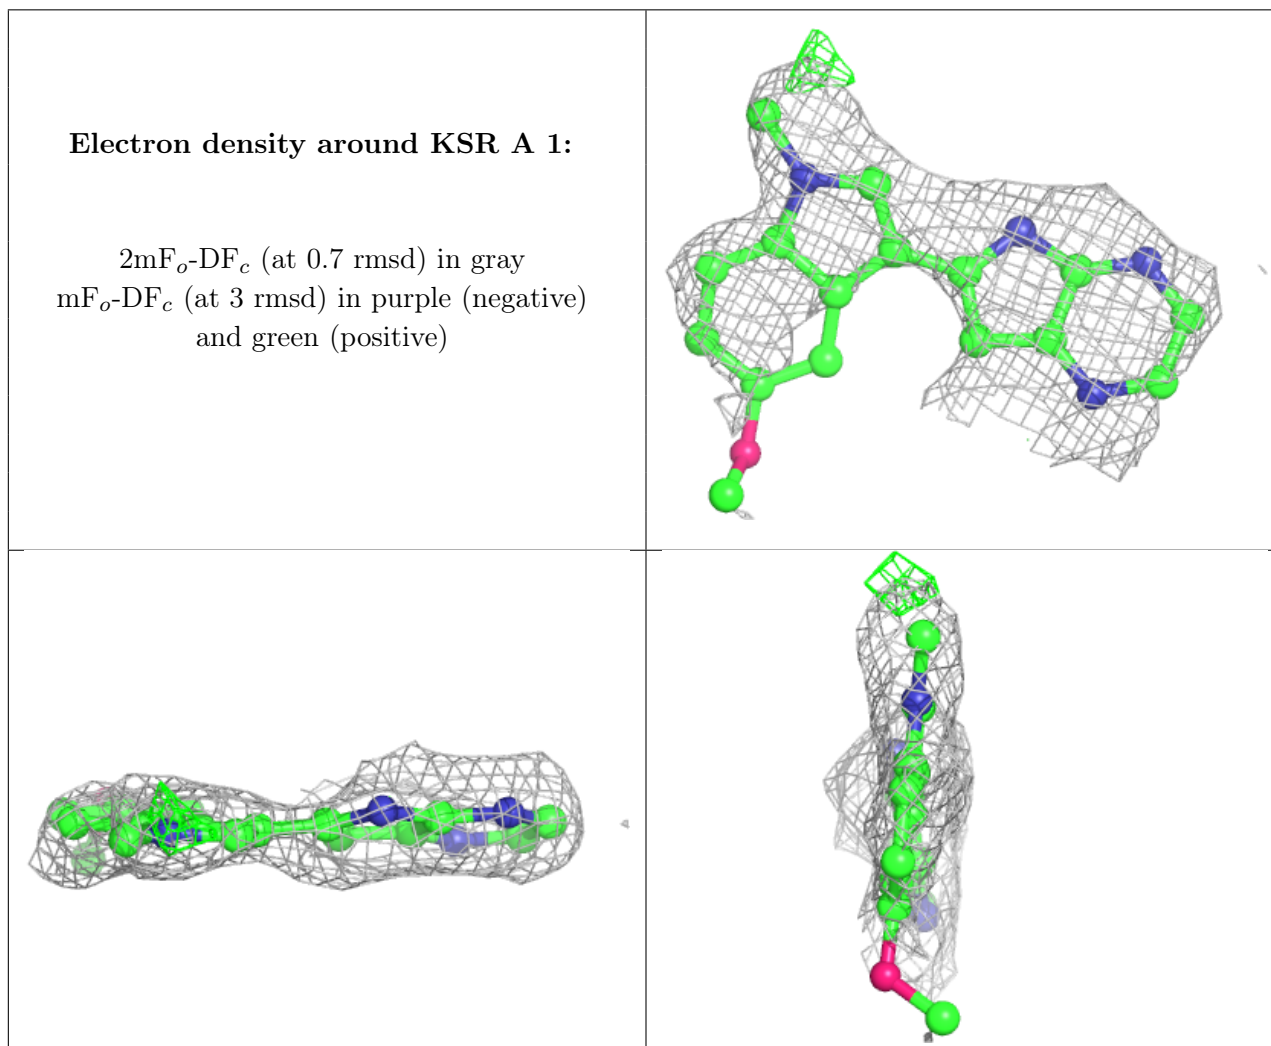 Electron density around KSR A 1:
2mFo-DFc (at 0.7 rmsd) in gray
mFo-DFc (at 3 rmsd) in purple (negative)
and green (positive)